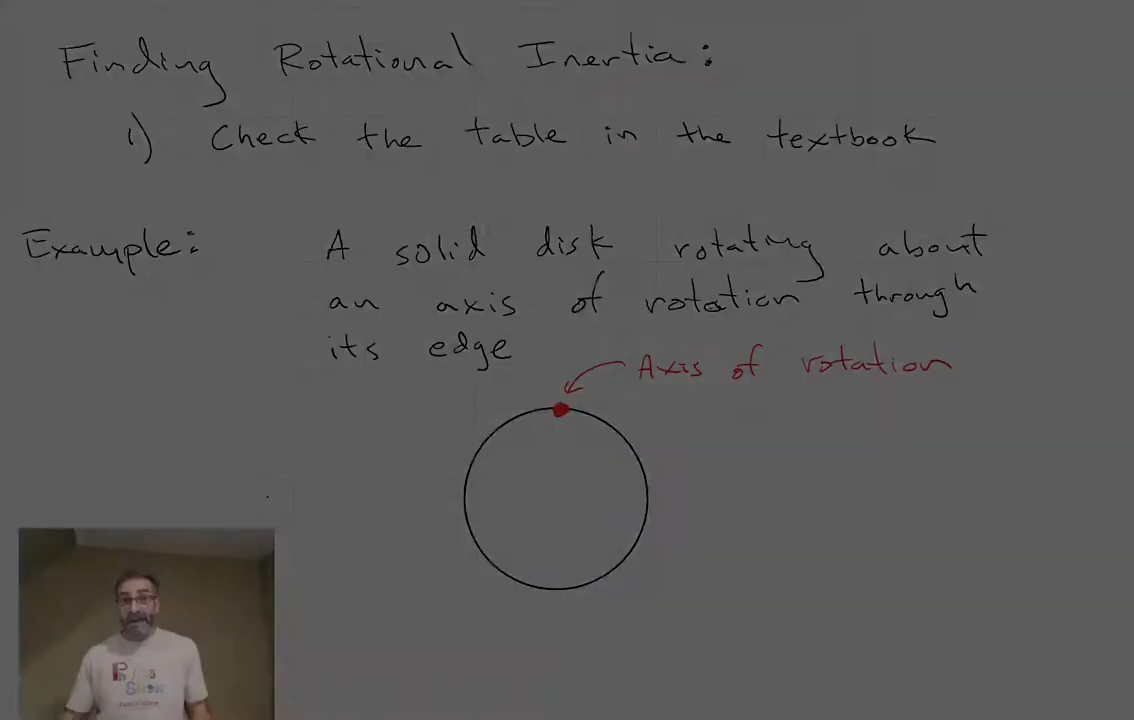 Finding Rotational Inertia:
1) Check the table in the textbook
Example: A solid disk rotating about
an axis of rotation through
its edge
Axis of rotation